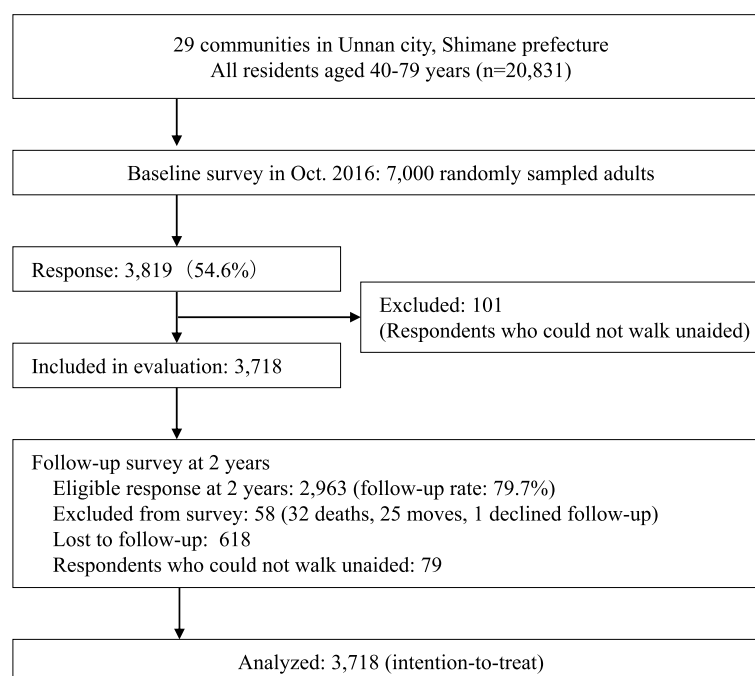 29 communities in Unnan city, Shimane prefecture
All residents aged 40-79 years (n=20,831)
Baseline survey in Oct. 2016: 7,000 randomly sampled adults
Response: 3,819（54.6%）
Excluded: 101
(Respondents who could not walk unaided)
Included in evaluation: 3,718
Follow-up survey at 2 years
Eligible response at 2 years: 2,963 (follow-up rate: 79.7%)
Excluded from survey: 58 (32 deaths, 25 moves, 1 declined follow-up)
Lost to follow-up: 618
Respondents who could not walk unaided: 79
Analyzed: 3,718 (intention-to-treat)